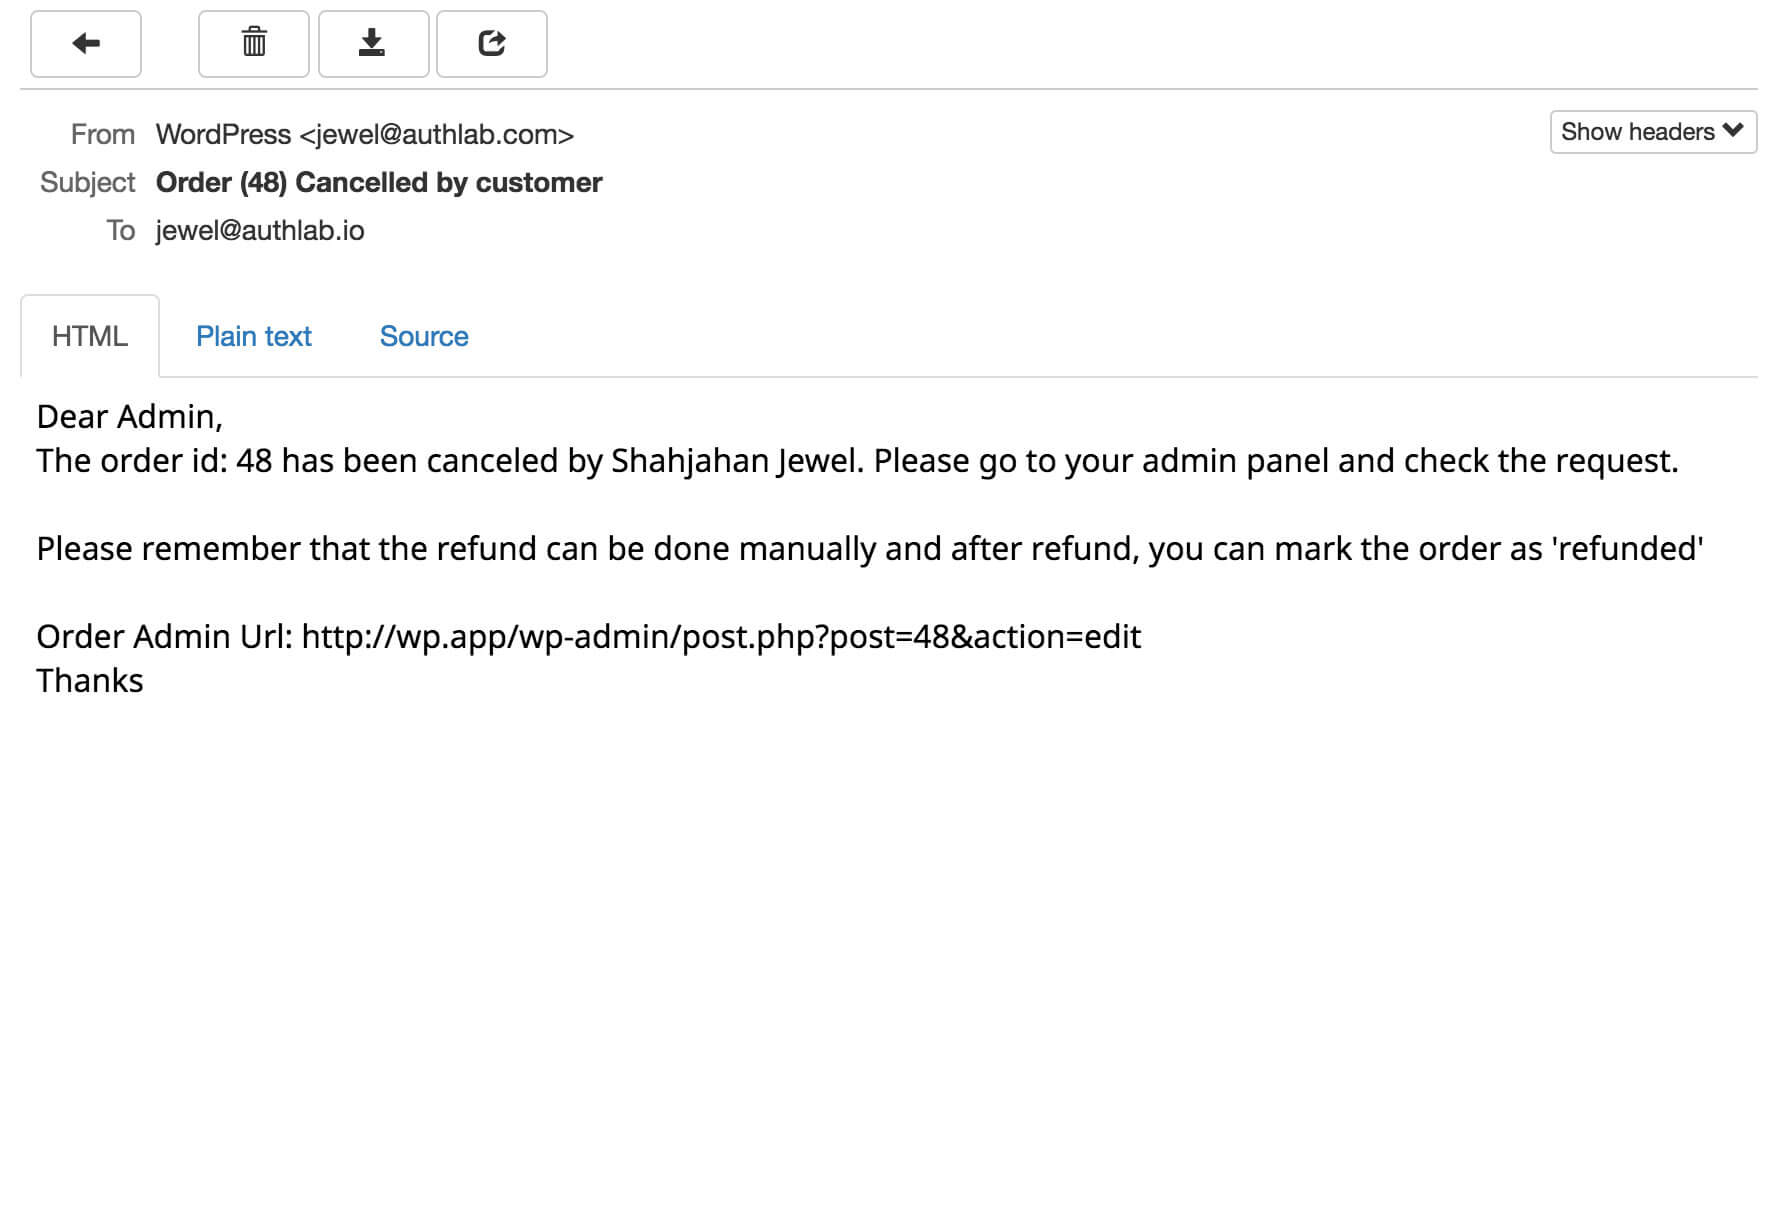 From WordPress <jewel@authlab.com>
Show headers
Subject Order (48) Cancelled by customer
To jewel@authlab.io
HTML Plain text Source
Dear Admin,
The order id: 48 has been canceled by Shahjahan Jewel. Please go to your admin panel and check the request.
Please remember that the refund can be done manually and after refund, you can mark the order as 'refunded'
Order Admin Url: http://wp.app/wp-admin/post.php?post=48&action=edit
Thanks